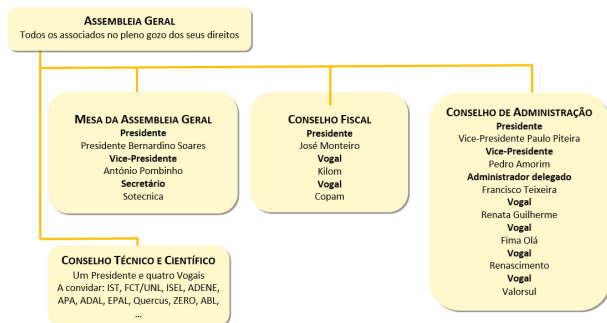 ASSEMBLEIA GERAL
Todos os associados no pleno gozo dos seus direitos
MESA DA ASSEMBLEIA GERAL
Presidente
Presidente Bernardino Soares
Vice-Presidente
António Pombinho
Secretário
Sotecnica
CONSELHO FISCAL
Presidente
José Monteiro
Vogal
Kilom
Vogal
Copam
CONSELHO DE ADMINISTRAÇÃO
Presidente
Vice-Presidente Paulo Piteira
Vice-Presidente
Pedro Amorim
Administrador delegado
Francisco Teixeira
Vogal
Renata Guilherme
Vogal
Fima Olá
Vogal
Renascimento
Vogal
Valorsul
CONSELHO TÉCNICO E CIENTÍFICO
Um Presidente e quatro Vogais
A convidar: IST, FCT/UNL, ISEL, ADENE,
APA, ADAL, EPAL, Quercus, ZERO, ABL,
...